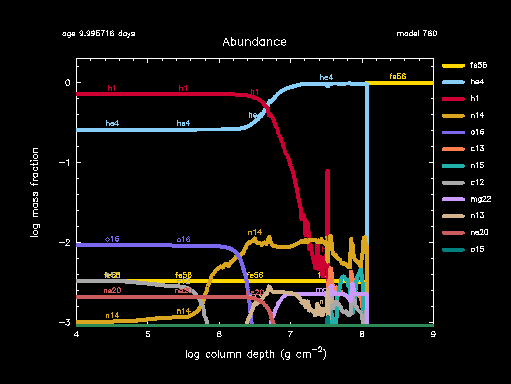 age 9.995716 days
model 760
Abundance
fe56
he4
h1
n14
o16
c13
n15
c12
mg22
n13
ne20
o15
0
−1
−2
−3
log mass fraction
h1 h1 h1
he4 he4 he4
he4
fe56
n14
o16 o16
fe56 fe56
ne20 ne20
n14 n14
4 5 6 7 8 9
log column depth (g cm⁻²)